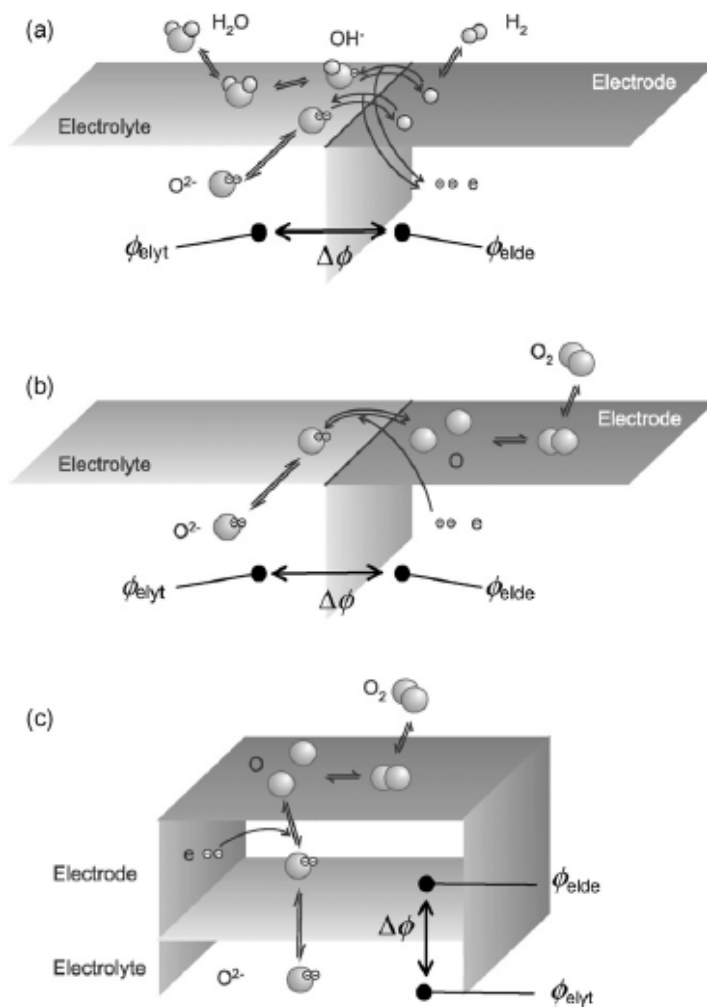 (a)
H₂O
OH⁻
H₂
Electrode
Electrolyte
O²⁻
⊖⊖ e
ϕelyt
Δϕ
ϕelde
(b)
O₂
Electrode
Electrolyte
O
O²⁻
⊖⊖ e
ϕelyt
Δϕ
ϕelde
(c)
O₂
O
e ⊖⊖
Electrode
ϕelde
Δϕ
Electrolyte
O²⁻
ϕelyt